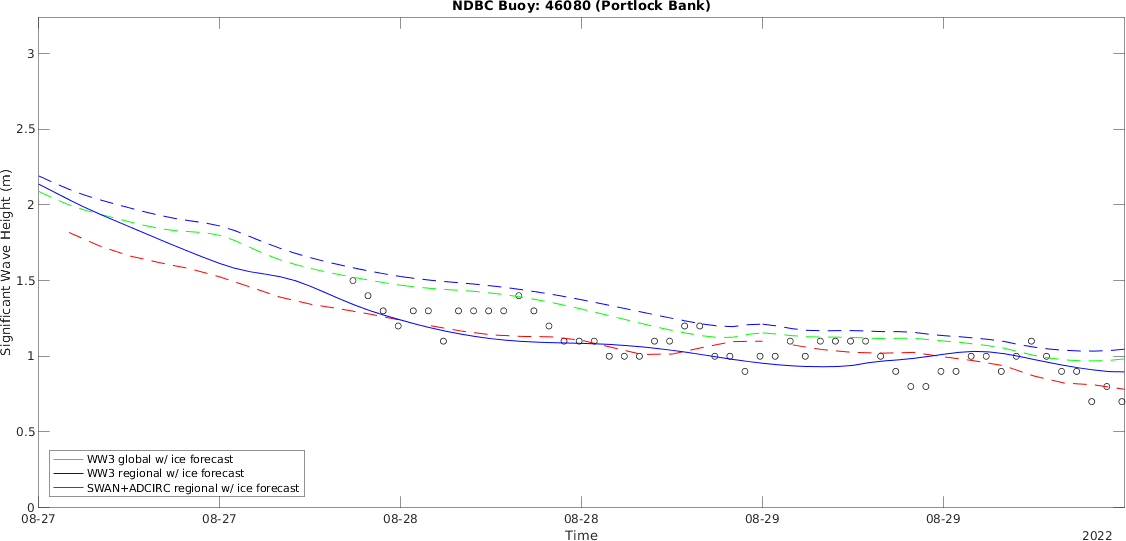 NDBC Buoy: 46080 (Portlock Bank)
3
2.5
2
1.5
1
0.5
0
Significant Wave Height (m)
WW3 global w/ ice forecast
WW3 regional w/ ice forecast
SWAN+ADCIRC regional w/ ice forecast
08-27
08-27
08-28
08-28
08-29
08-29
Time
2022